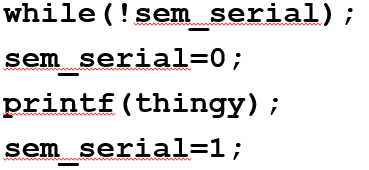 while(!sem_serial);
sem_serial=0;
printf(thingy);
sem_serial=1;